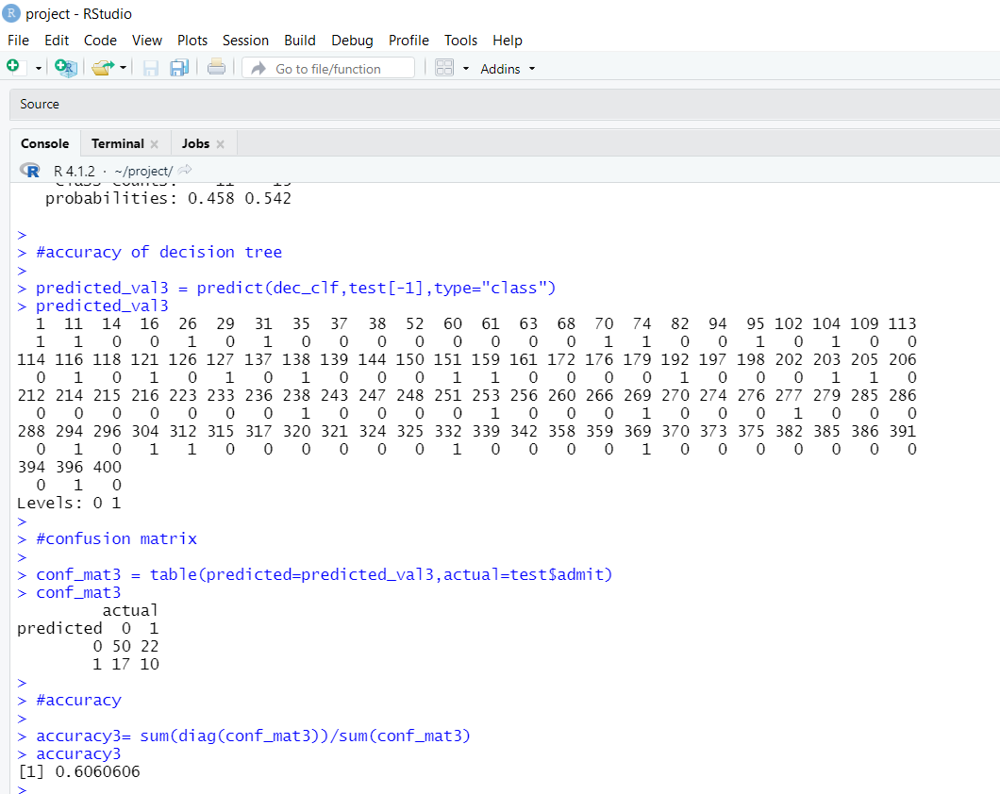 project - RStudio
File Edit Code View Plots Session Build Debug Profile Tools Help
Go to file/function Addins
Source
Console Terminal Jobs
R 4.1.2 · ~/project/
probabilities: 0.458 0.542
>
> #accuracy of decision tree
>
> predicted_val3 = predict(dec_clf,test[-1],type="class")
> predicted_val3
1 11 14 16 26 29 31 35 37 38 52 60 61 63 68 70 74 82 94 95 102 104 109 113
1 1 0 0 1 0 1 0 0 0 0 0 0 0 0 1 1 0 0 1 0 1 0 0
114 116 118 121 126 127 137 138 139 144 150 151 159 161 172 176 179 192 197 198 202 203 205 206
0 1 0 1 0 1 0 1 0 0 0 1 1 0 0 0 0 1 0 0 0 1 1 0
212 214 215 216 223 233 236 238 243 247 248 251 253 256 260 266 269 270 274 276 277 279 285 286
0 0 0 0 0 0 0 1 0 0 0 0 1 0 0 0 1 0 0 0 1 0 0 0
288 294 296 304 312 315 317 320 321 324 325 332 339 342 358 359 369 370 373 375 382 385 386 391
0 1 0 1 1 0 0 0 0 0 0 1 0 0 0 0 1 0 0 0 0 0 0 0
394 396 400
0 1 0
Levels: 0 1
>
> #confusion matrix
>
> conf_mat3 = table(predicted=predicted_val3,actual=test$admit)
> conf_mat3
actual
predicted 0 1
0 50 22
1 17 10
>
> #accuracy
>
> accuracy3= sum(diag(conf_mat3))/sum(conf_mat3)
> accuracy3
[1] 0.6060606
>